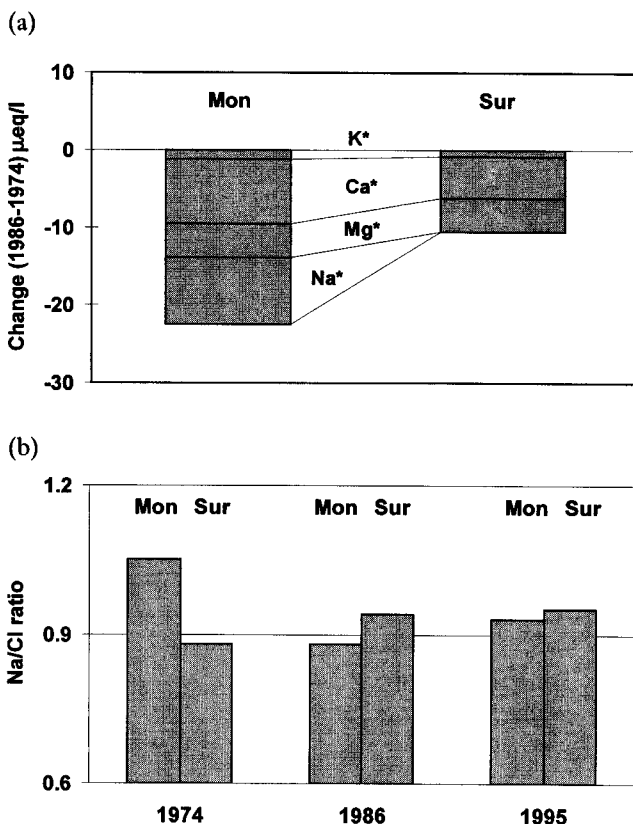 (a)
Change (1986-1974) µeq/l
10
0
-10
-20
-30
Mon
Sur
K*
Ca*
Mg*
Na*
(b)
Na/Cl ratio
1.2
0.9
0.6
Mon Sur
Mon Sur
Mon Sur
1974
1986
1995